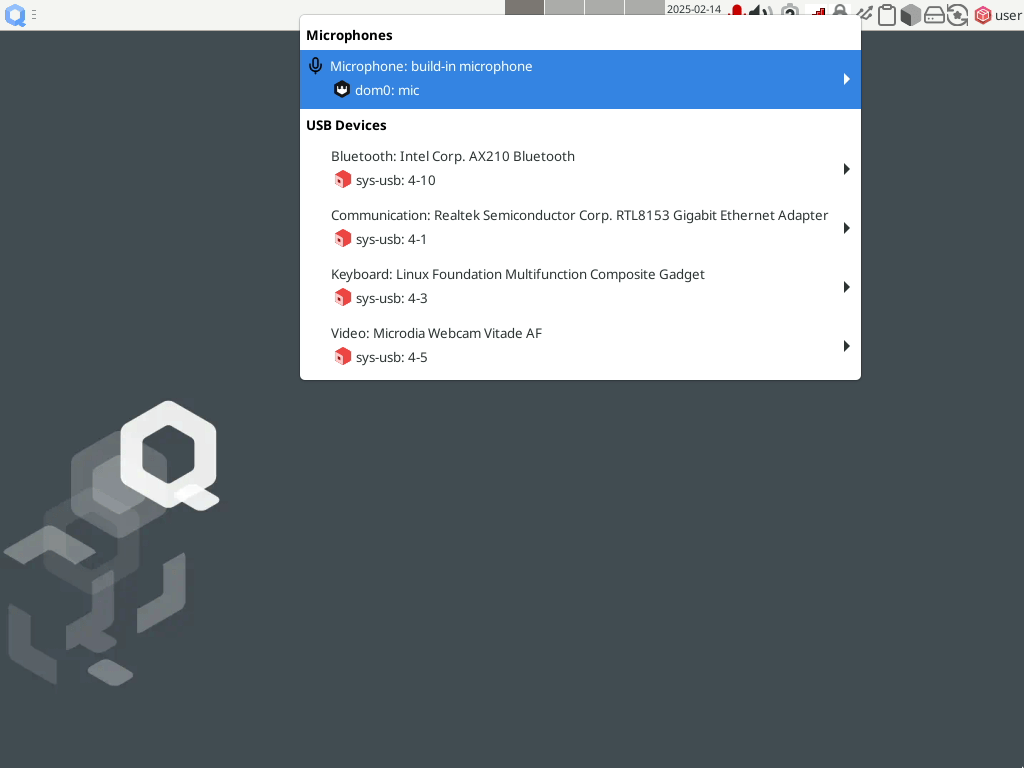 2025-02-14
user
Microphones
Microphone: build-in microphone
dom0: mic
USB Devices
Bluetooth: Intel Corp. AX210 Bluetooth
sys-usb: 4-10
Communication: Realtek Semiconductor Corp. RTL8153 Gigabit Ethernet Adapter
sys-usb: 4-1
Keyboard: Linux Foundation Multifunction Composite Gadget
sys-usb: 4-3
Video: Microdia Webcam Vitade AF
sys-usb: 4-5